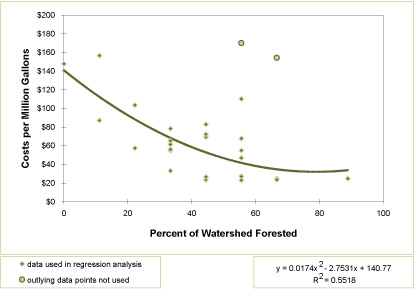 $200
$180
$160
$140
$120
$100
$80
$60
$40
$20
$0
Costs per Million Gallons
0 20 40 60 80 100
Percent of Watershed Forested
data used in regression analysis
outlying data points not used
y = 0.0174x2 - 2.7531x + 140.77
R2 = 0.5518